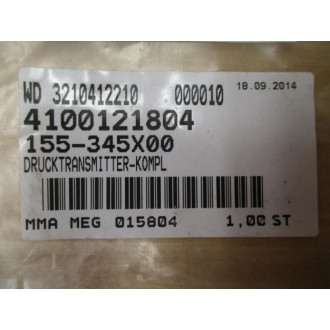 WD 3210412210 000010 18.09.2014
4100121804
155-345X00
DRUCKTRANSMITTER-KOMPL
MMA MEG 015804 1,00 ST